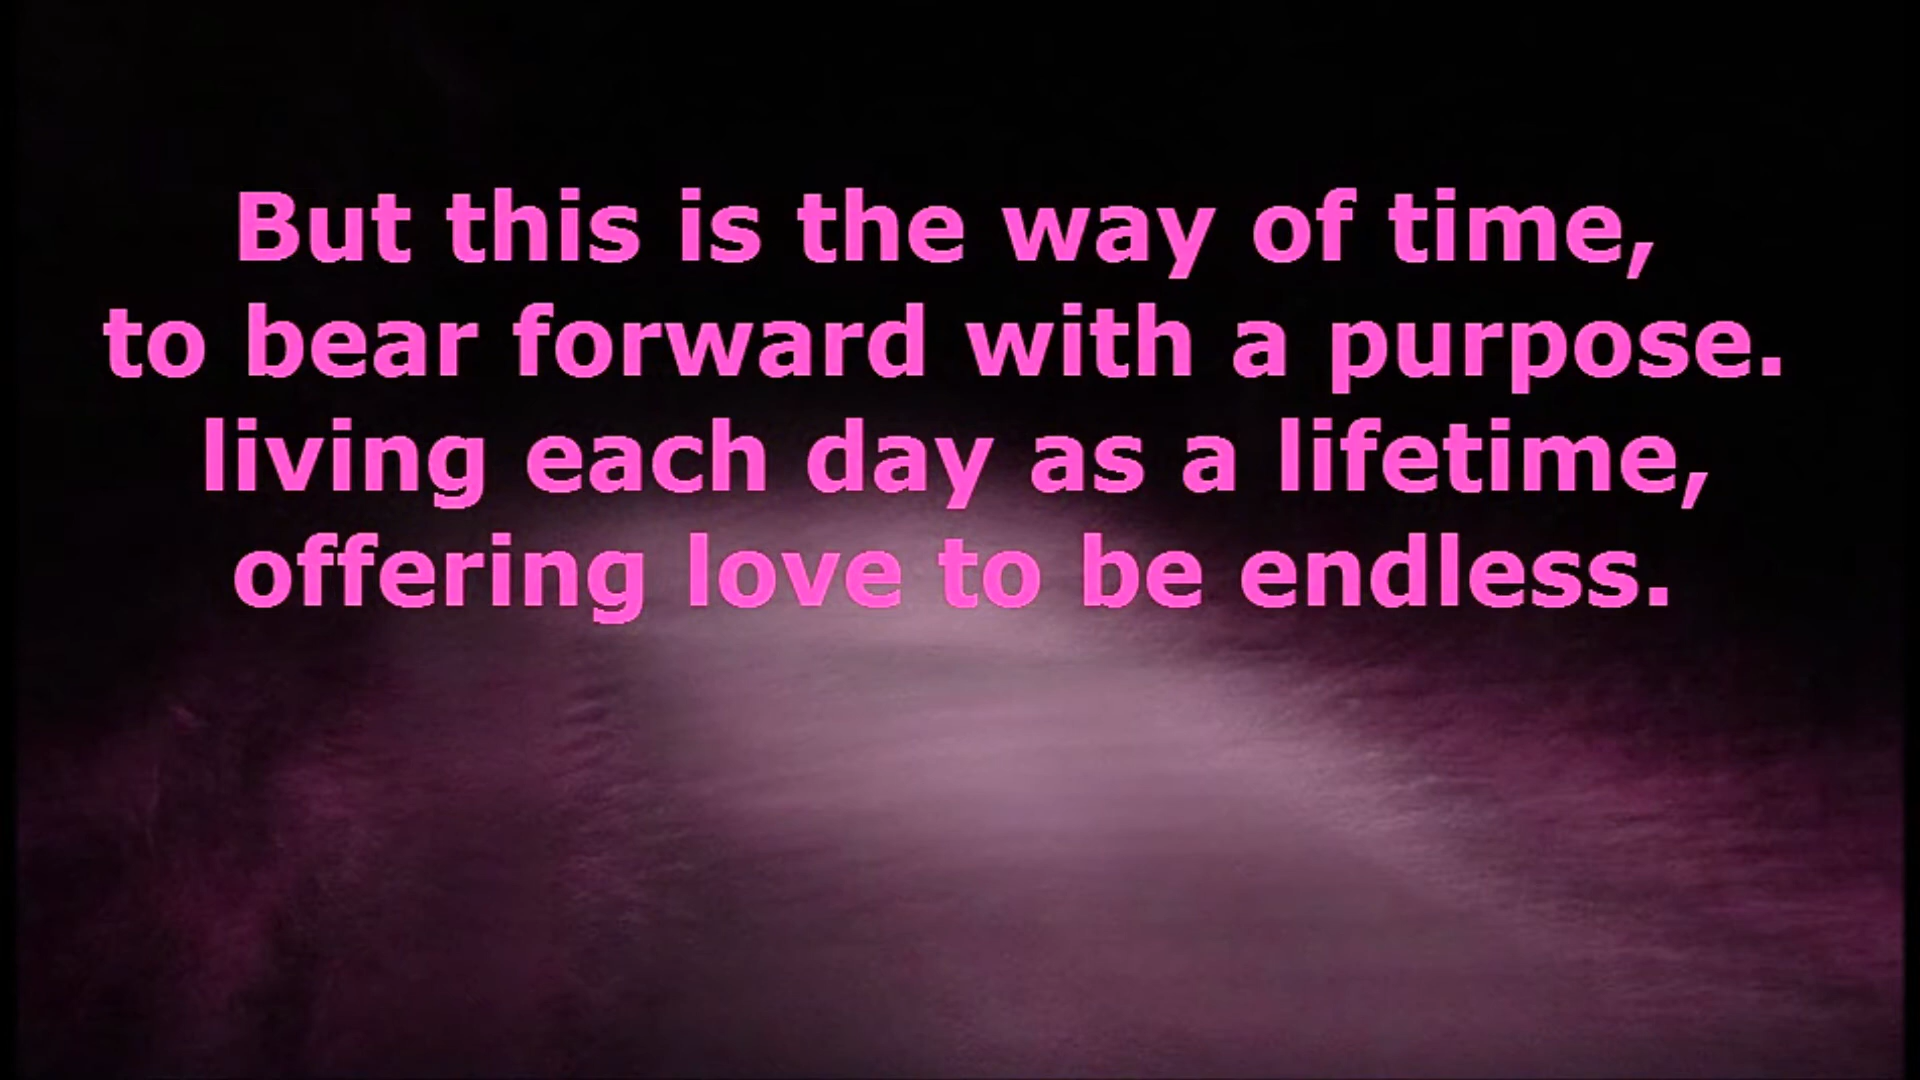 But this is the way of time,
to bear forward with a purpose.
living each day as a lifetime,
offering love to be endless.